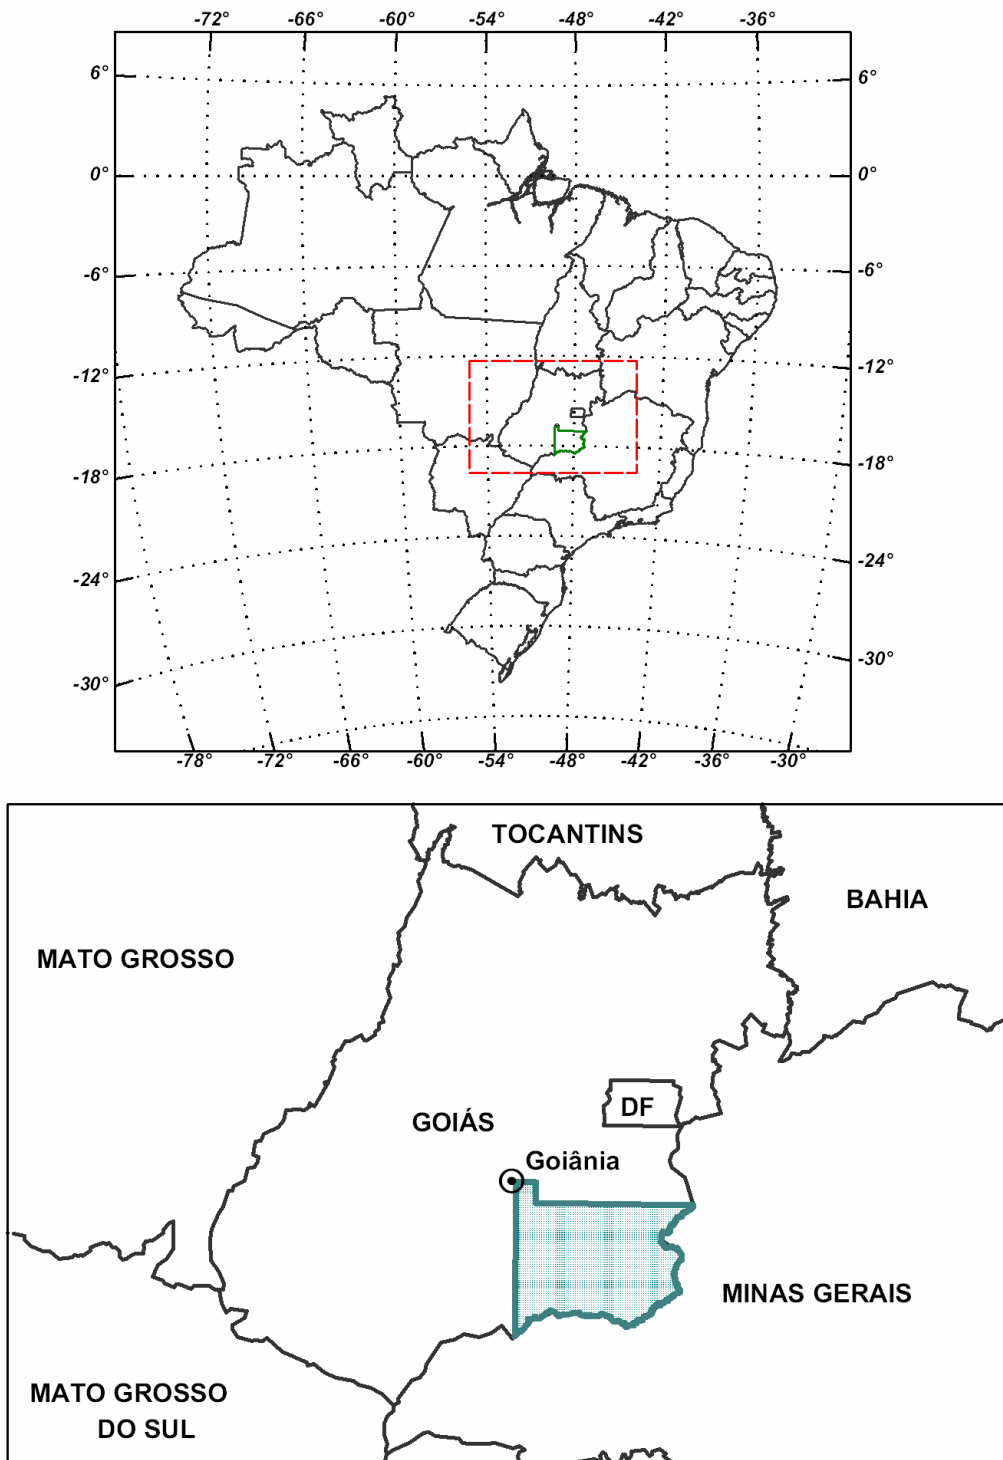 -72° -66° -60° -54° -48° -42° -36°
6° 6°
0° 0°
-6° -6°
-12° -12°
-18° -18°
-24° -24°
-30° -30°
-78° -72° -66° -60° -54° -48° -42° -36° -30°
TOCANTINS
BAHIA
MATO GROSSO
DF
GOIÁS
Goiânia
MINAS GERAIS
MATO GROSSO
DO SUL